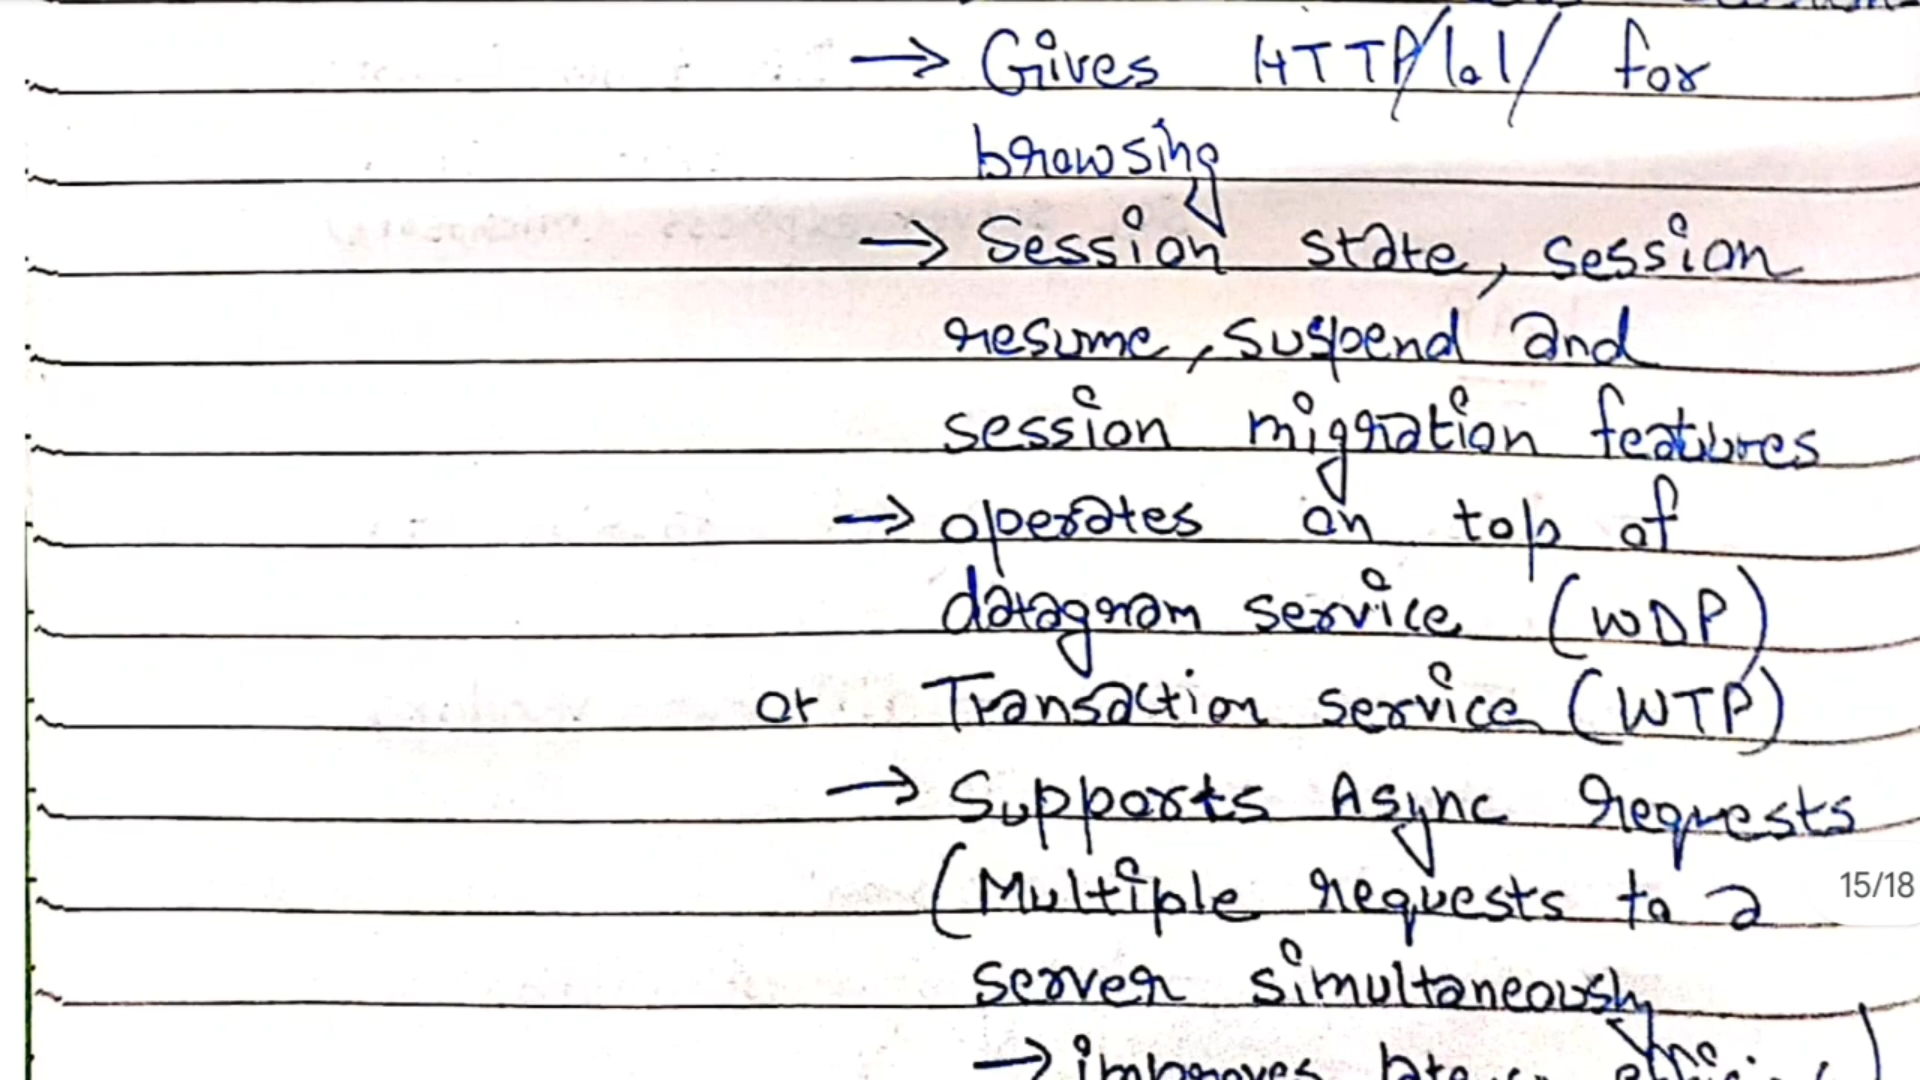 → Gives HTTP/1.1/ for
browsing
→ Session state, session
resume, suspend and
session migration features
→ operates on top of
datagram service (WDP)
or Transaction service (WTP)
→ Supports Async requests
(Multiple requests to a
15/18
server simultaneously
→ improves